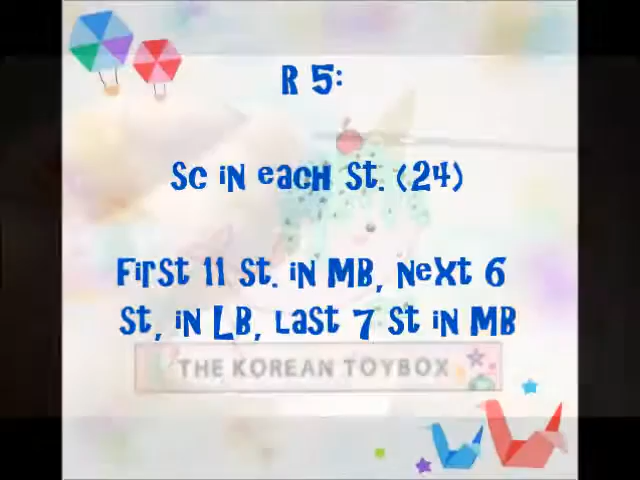 R 5:
Sc in each St. (24)
First 11 St. in MB, Next 6
St, in LB, Last 7 St in MB
THE KOREAN TOYBOX